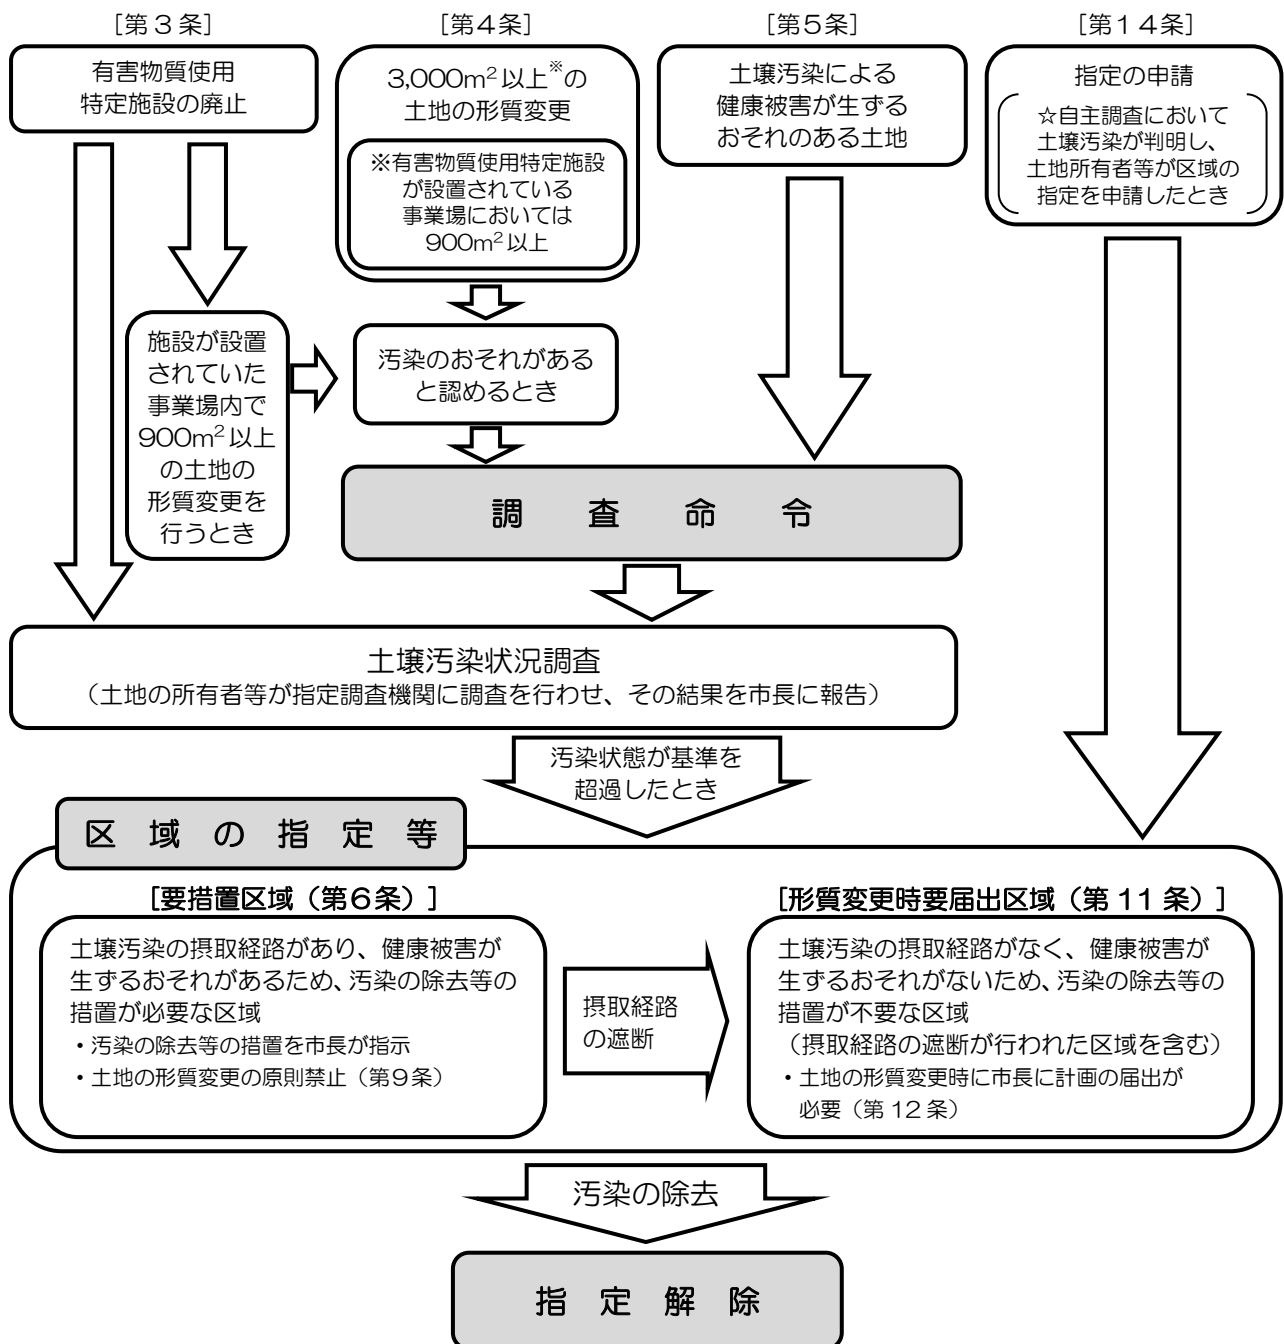 [第3条]
有害物質使用
特定施設の廃止
[第4条]
3,000m²以上※の
土地の形質変更
※有害物質使用特定施設
が設置されている
事業場においては
900m²以上
[第5条]
土壌汚染による
健康被害が生ずる
おそれのある土地
[第14条]
指定の申請
☆自主調査において
土壌汚染が判明し、
土地所有者等が区域の
指定を申請したとき
施設が設置
されていた
事業場内で
900m²以上
の土地の
形質変更を
行うとき
汚染のおそれがある
と認めるとき
調査命令
土壌汚染状況調査
（土地の所有者等が指定調査機関に調査を行わせ、その結果を市長に報告）
汚染状態が基準を
超過したとき
区域の指定等
[要措置区域（第6条）]
土壌汚染の摂取経路があり、健康被害が
生ずるおそれがあるため、汚染の除去等の
措置が必要な区域
・汚染の除去等の措置を市長が指示
・土地の形質変更の原則禁止（第9条）
摂取経路
の遮断
[形質変更時要届出区域（第11条）]
土壌汚染の摂取経路がなく、健康被害が
生ずるおそれがないため、汚染の除去等の
措置が不要な区域
（摂取経路の遮断が行われた区域を含む）
・土地の形質変更時に市長に計画の届出が
必要（第12条）
汚染の除去
指定解除